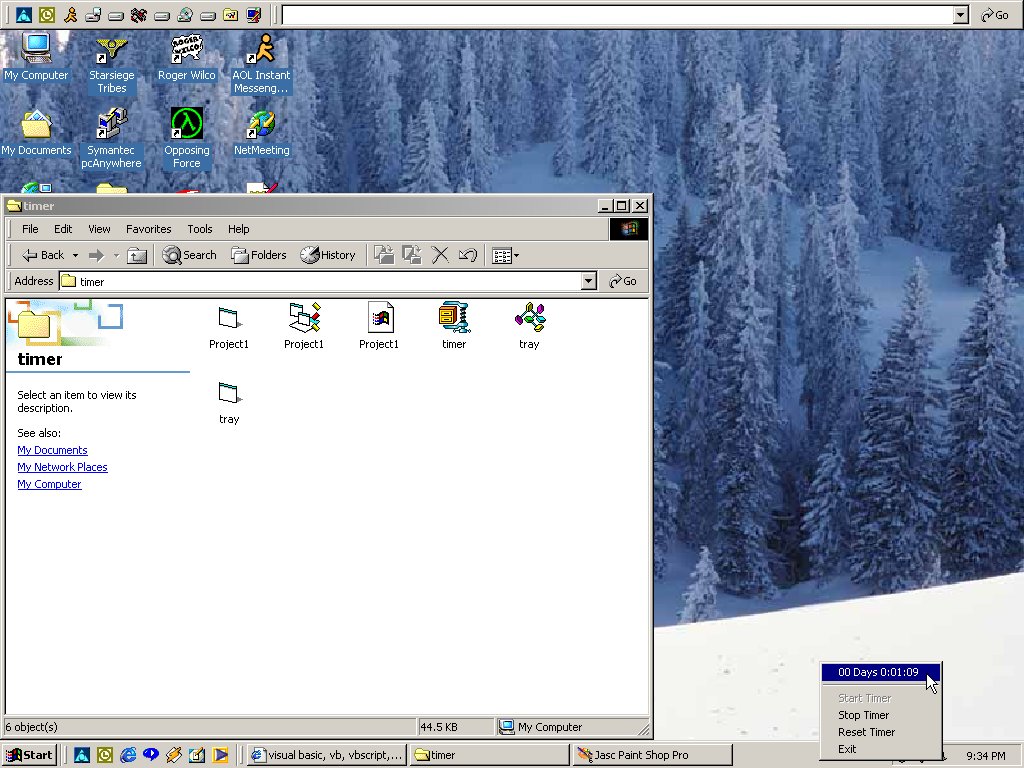 Go
My Computer
Starsiege
Tribes
Roger Wilco
AOL Instant
Messeng...
My Documents
Symantec
pcAnywhere
Opposing
Force
NetMeeting
timer
File Edit View Favorites Tools Help
Back Search Folders History
Address timer Go
Project1 Project1 Project1 timer tray
timer
Select an item to view its
description.
tray
See also:
My Documents
My Network Places
My Computer
6 object(s) 44.5 KB My Computer
00 Days 0:01:09
Start Timer
Stop Timer
Reset Timer
Exit
Start visual basic, vb, vbscript,... timer Jasc Paint Shop Pro 9:34 PM